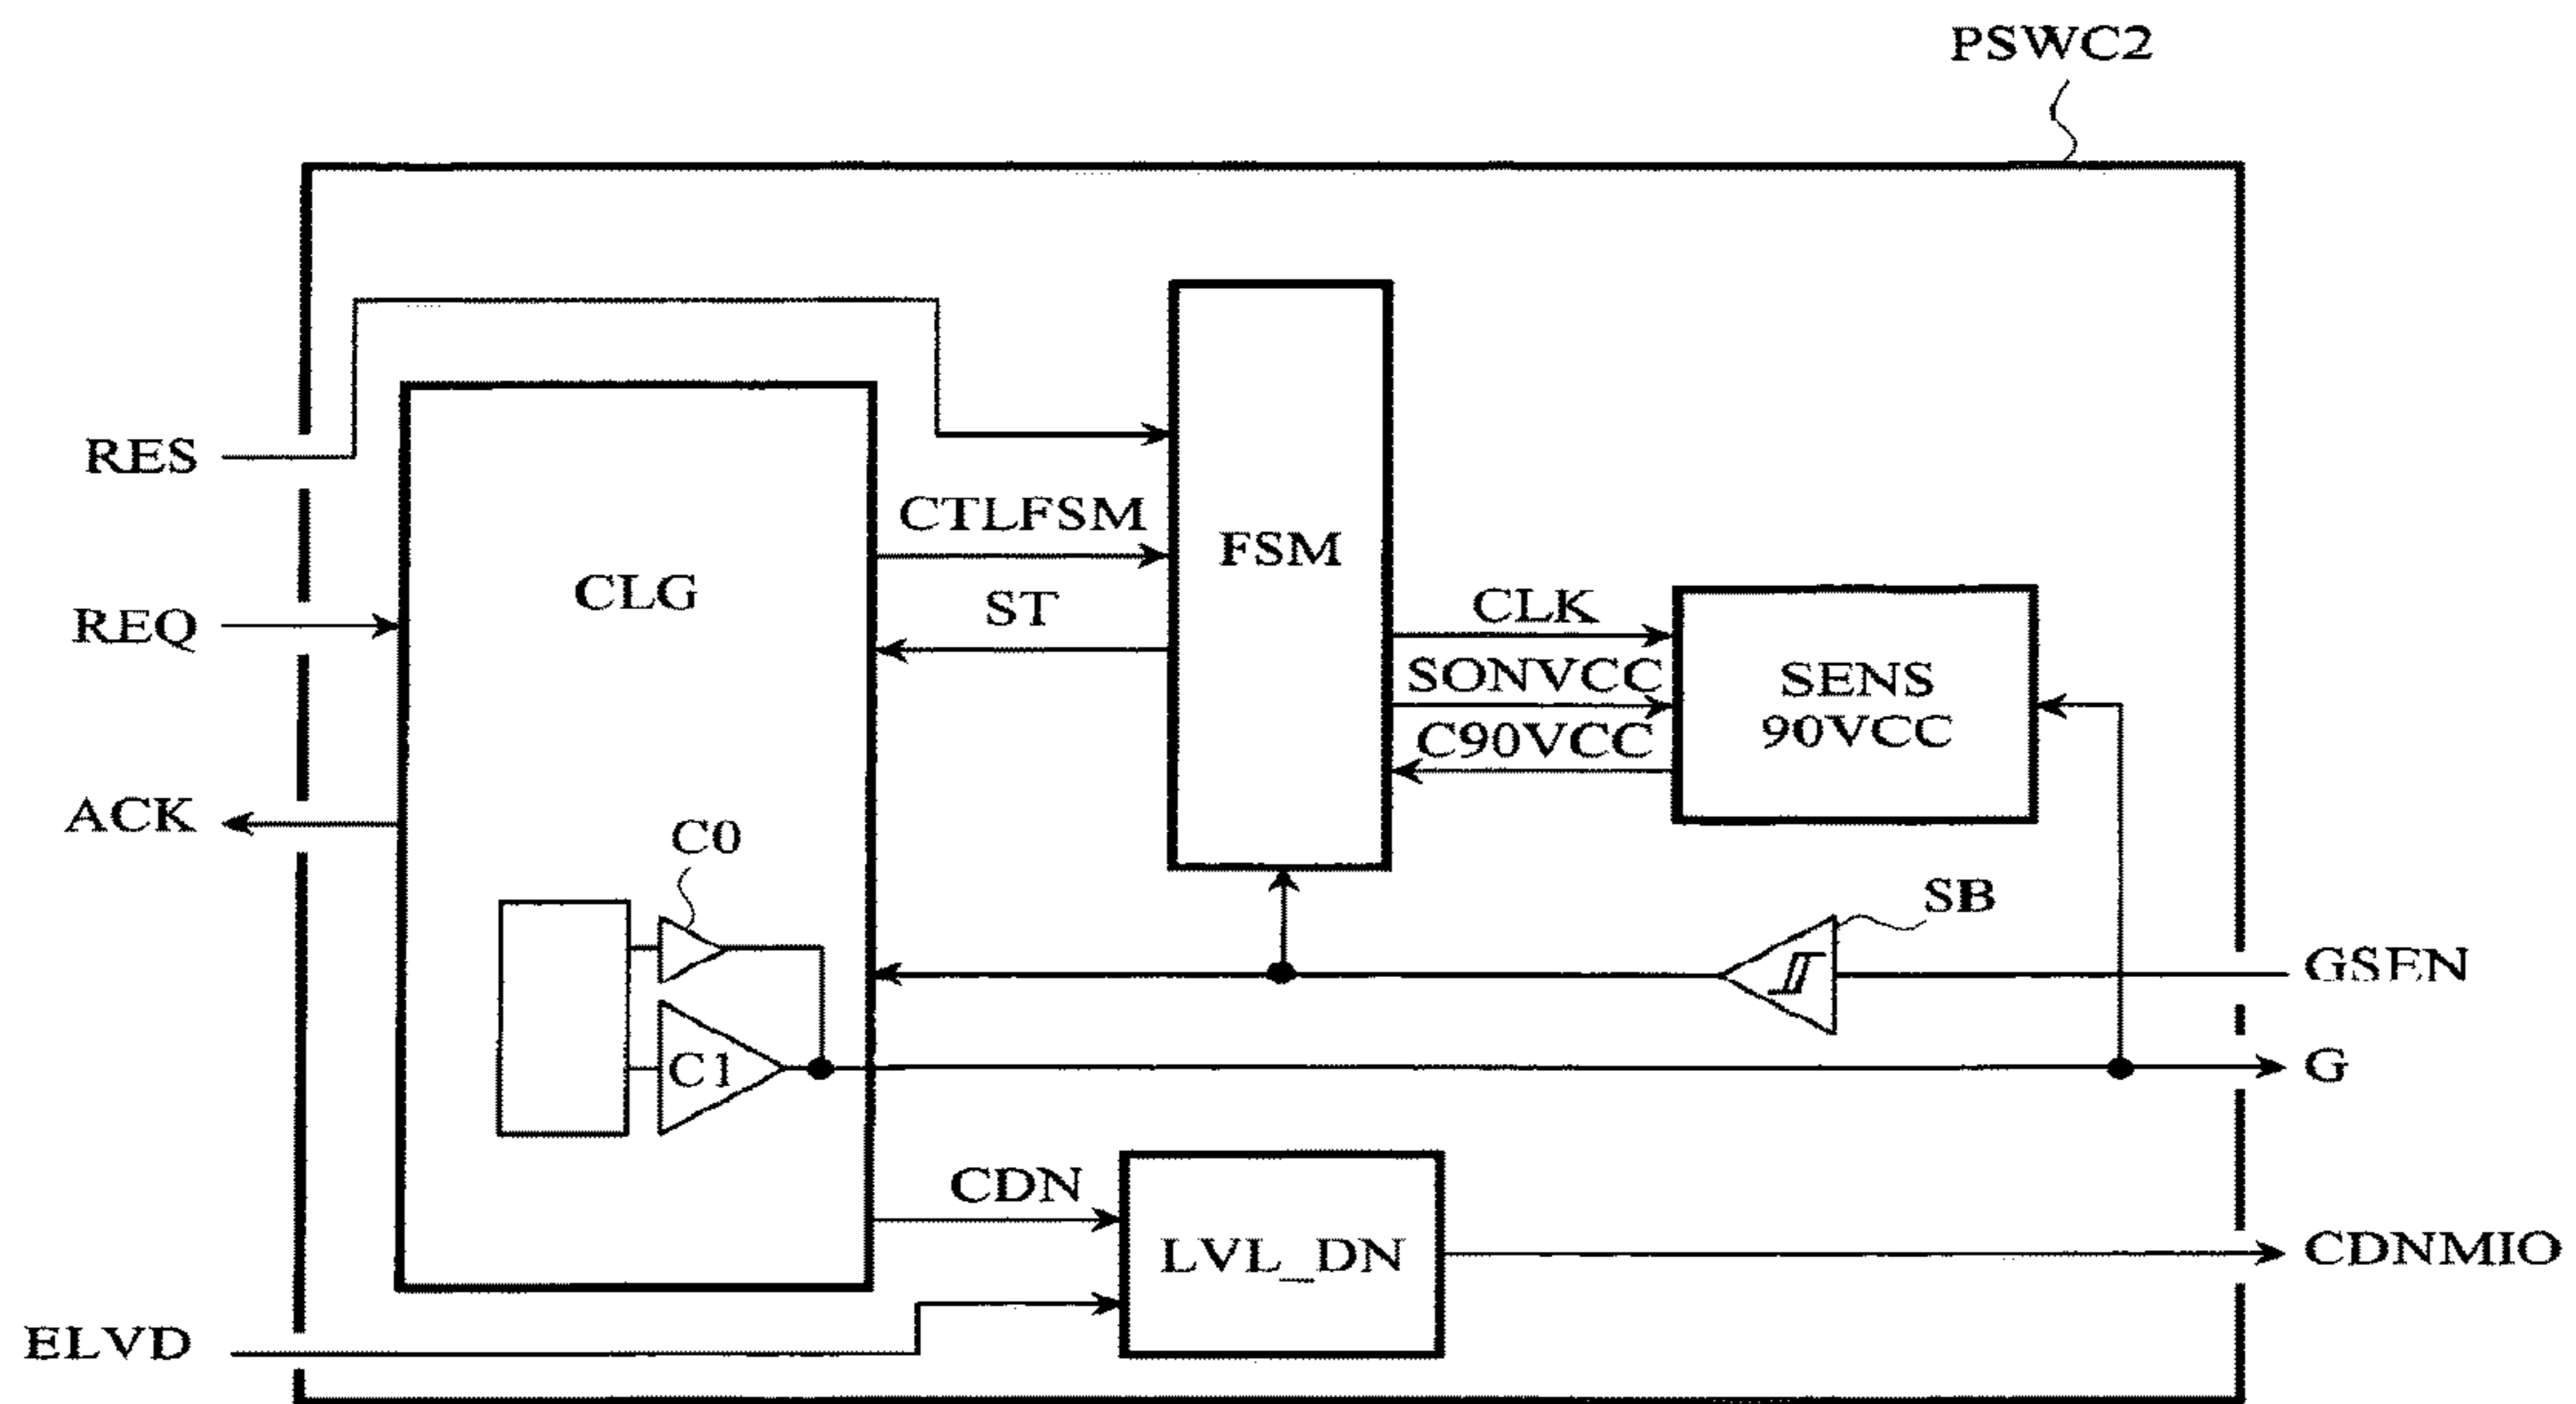 PSWC2
RES
CTLFSM
FSM
CLG
REQ
ST
CLK
SONVCC
SENS
90VCC
C90VCC
ACK
C0
SB
GSEN
C1
G
CDN
LVL_DN
CDNMIO
ELVD